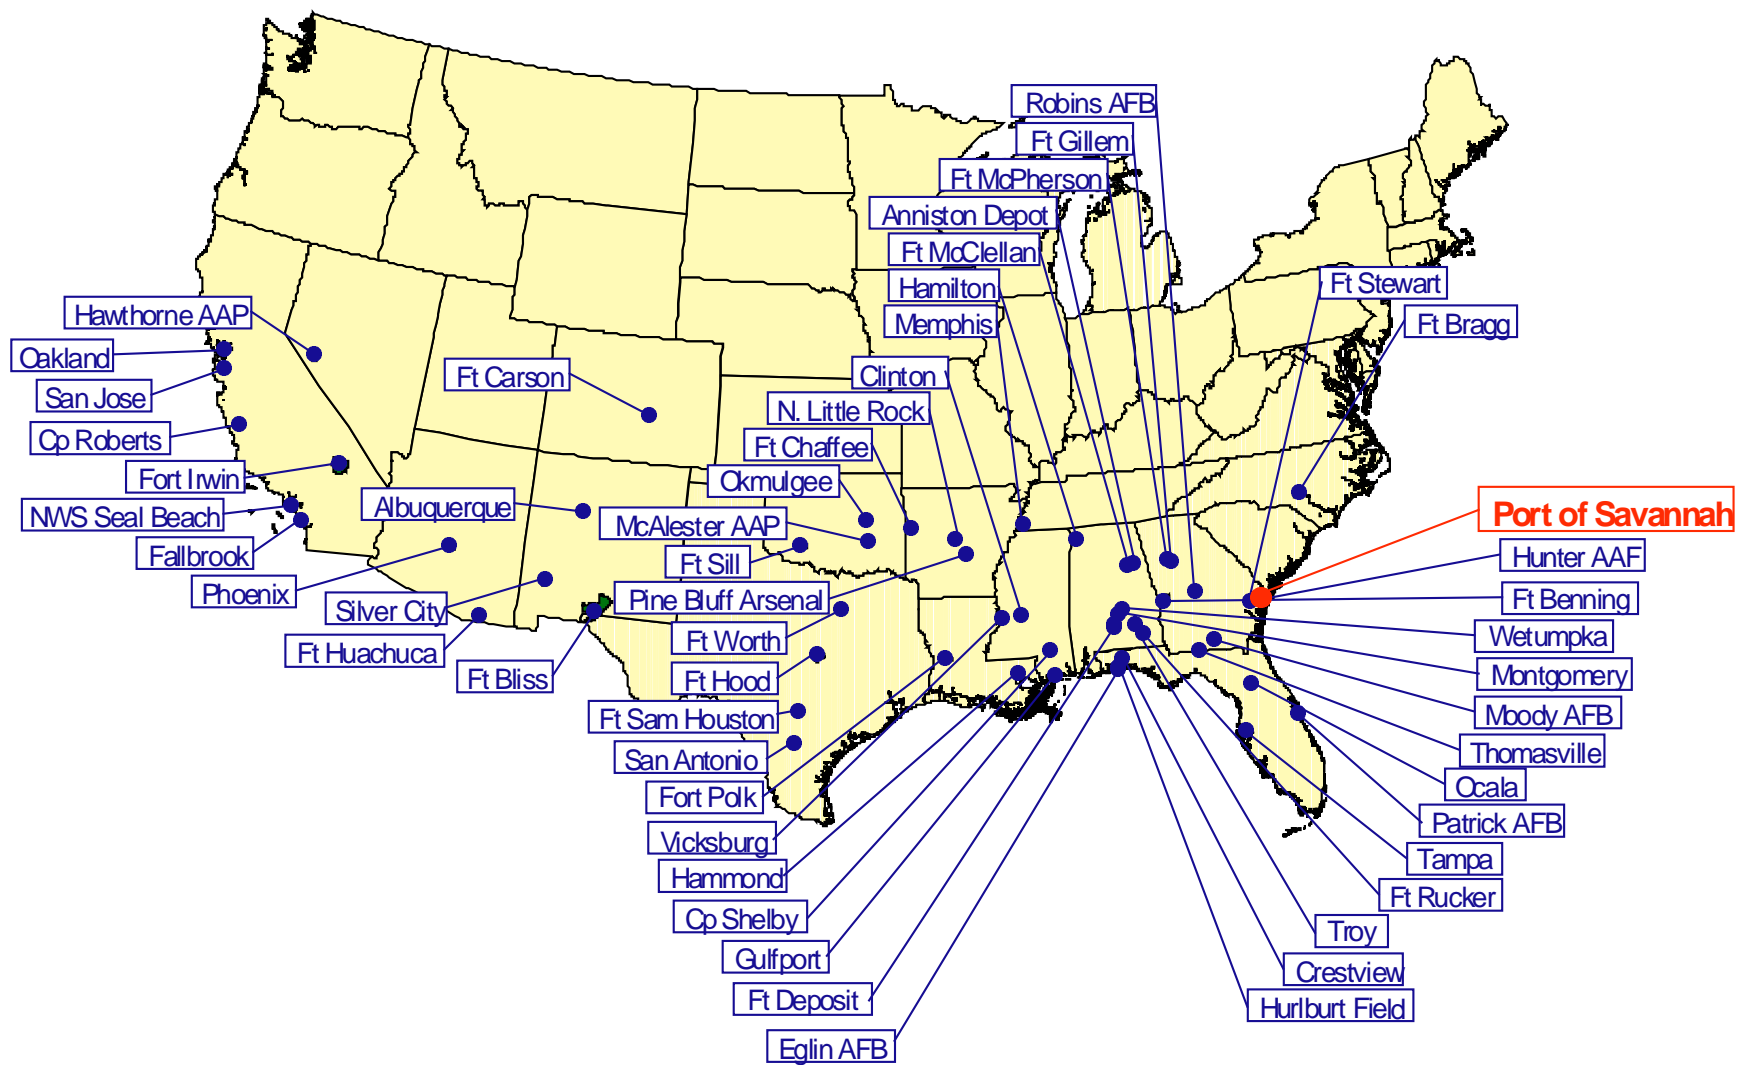 Robins AFB
Ft Gillem
Ft McPherson
Anniston Depot
Ft McClellan
Hamilton
Memphis
Clinton
N. Little Rock
Ft Chaffee
Okmulgee
McAlester AAP
Ft Sill
Pine Bluff Arsenal
Ft Worth
Ft Hood
Ft Sam Houston
San Antonio
Fort Polk
Vicksburg
Hammond
Cp Shelby
Gulfport
Ft Deposit
Eglin AFB
Hawthorne AAP
Oakland
San Jose
Cp Roberts
Fort Irwin
NWS Seal Beach
Fallbrook
Phoenix
Ft Carson
Albuquerque
Silver City
Ft Huachuca
Ft Bliss
Ft Stewart
Ft Bragg
Port of Savannah
Hunter AAF
Ft Benning
Wetumpka
Montgomery
Moody AFB
Thomasville
Ocala
Patrick AFB
Tampa
Ft Rucker
Troy
Crestview
Hurlburt Field